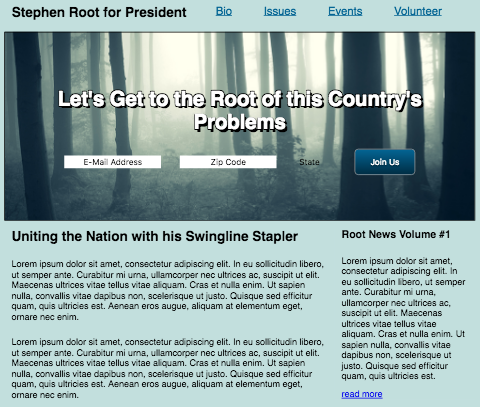 Stephen Root for President
Bio Issues Events Volunteer
Let's Get to the Root of this Country's
Problems
E-Mail Address Zip Code State Join Us
Uniting the Nation with his Swingline Stapler
Lorem ipsum dolor sit amet, consectetur adipiscing elit. In eu sollicitudin libero,
ut semper ante. Curabitur mi urna, ullamcorper nec ultrices ac, suscipit ut elit.
Maecenas ultrices vitae tellus vitae aliquam. Cras et nulla enim. Ut sapien
nulla, convallis vitae dapibus non, scelerisque ut justo. Quisque sed efficitur
quam, quis ultricies est. Aenean eros augue, aliquam at elementum eget,
ornare nec enim.
Lorem ipsum dolor sit amet, consectetur adipiscing elit. In eu sollicitudin libero,
ut semper ante. Curabitur mi urna, ullamcorper nec ultrices ac, suscipit ut elit.
Maecenas ultrices vitae tellus vitae aliquam. Cras et nulla enim. Ut sapien
nulla, convallis vitae dapibus non, scelerisque ut justo. Quisque sed efficitur
quam, quis ultricies est. Aenean eros augue, aliquam at elementum eget,
ornare nec enim.
Root News Volume #1
Lorem ipsum dolor sit amet,
consectetur adipiscing elit. In
eu sollicitudin libero, ut
semper ante. Curabitur mi
urna, ullamcorper nec
ultrices ac, suscipit ut elit.
Maecenas ultrices vitae
tellus vitae aliquam. Cras et
nulla enim. Ut sapien nulla,
convallis vitae dapibus non,
scelerisque ut justo. Quisque
sed efficitur quam, quis
ultricies est.
read more